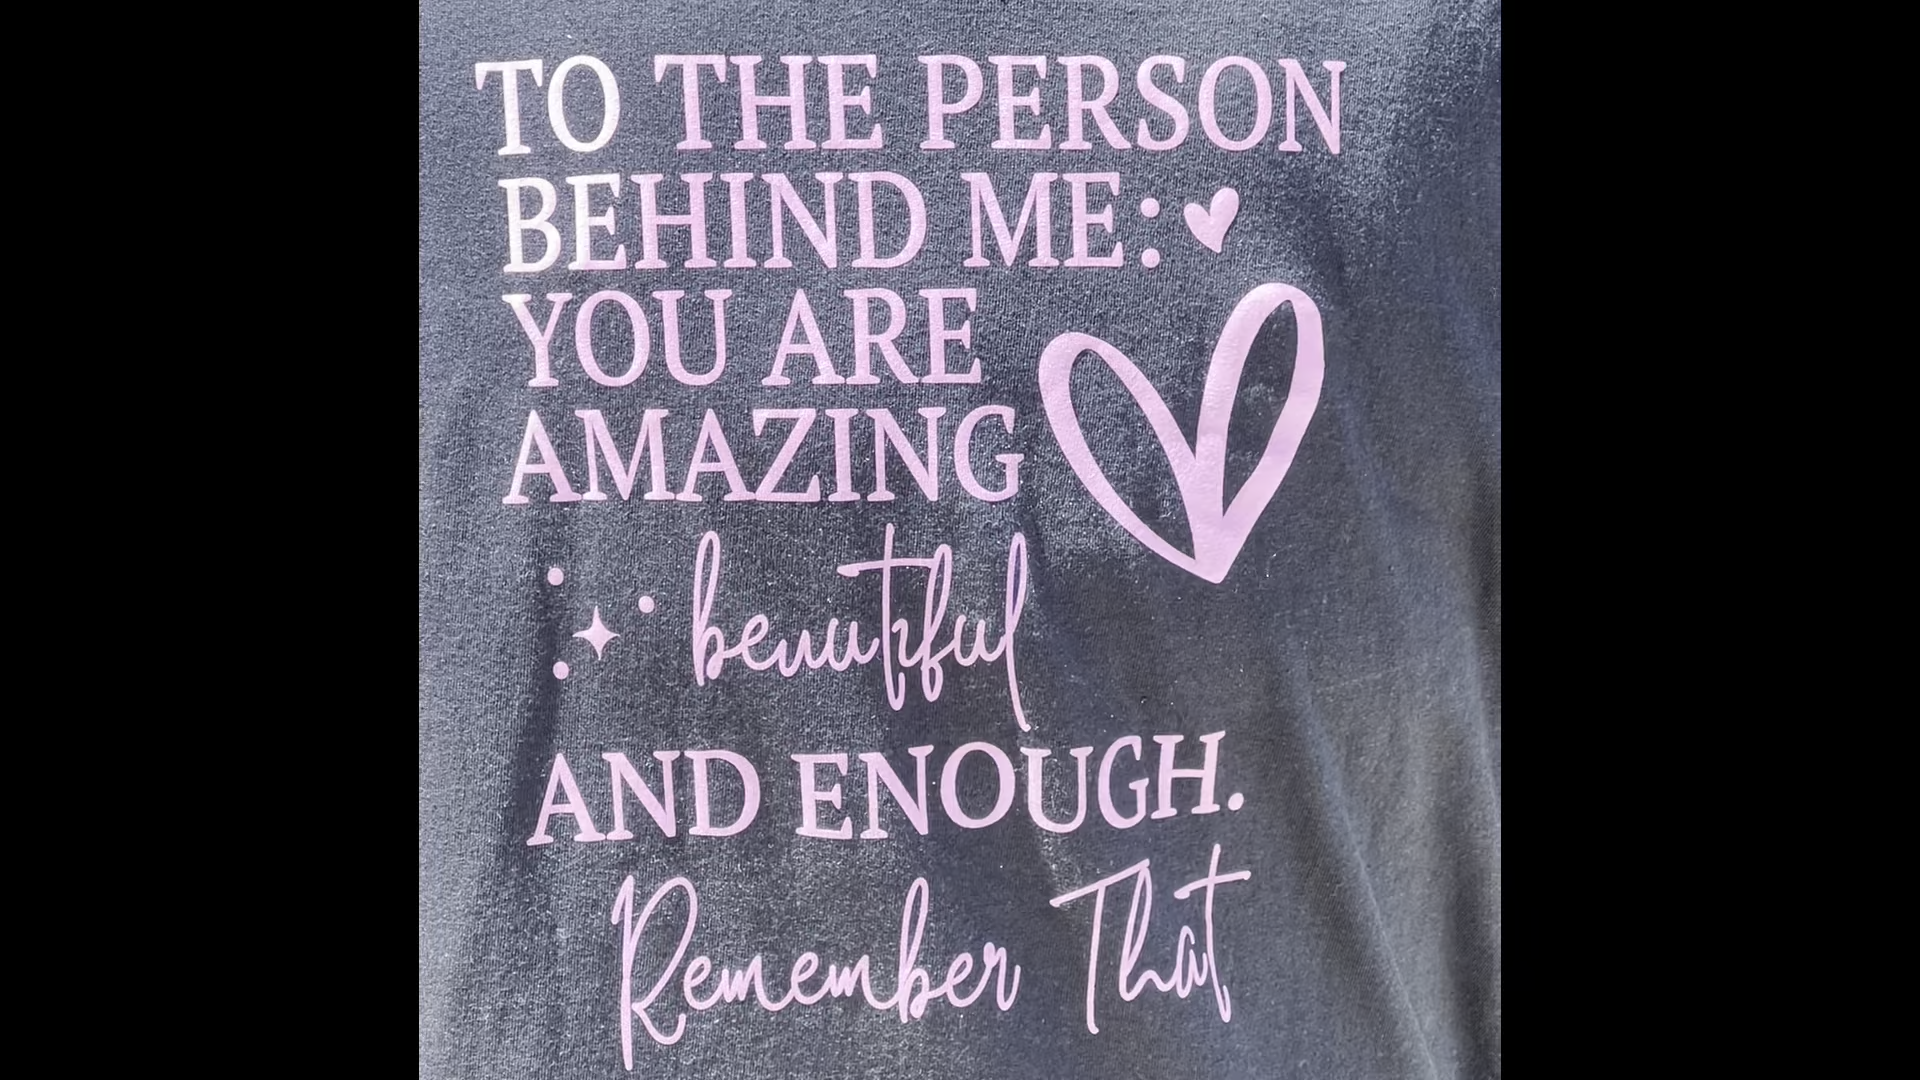 TO THE PERSON
BEHIND ME:
YOU ARE
AMAZING
beautiful
AND ENOUGH.
Remember That